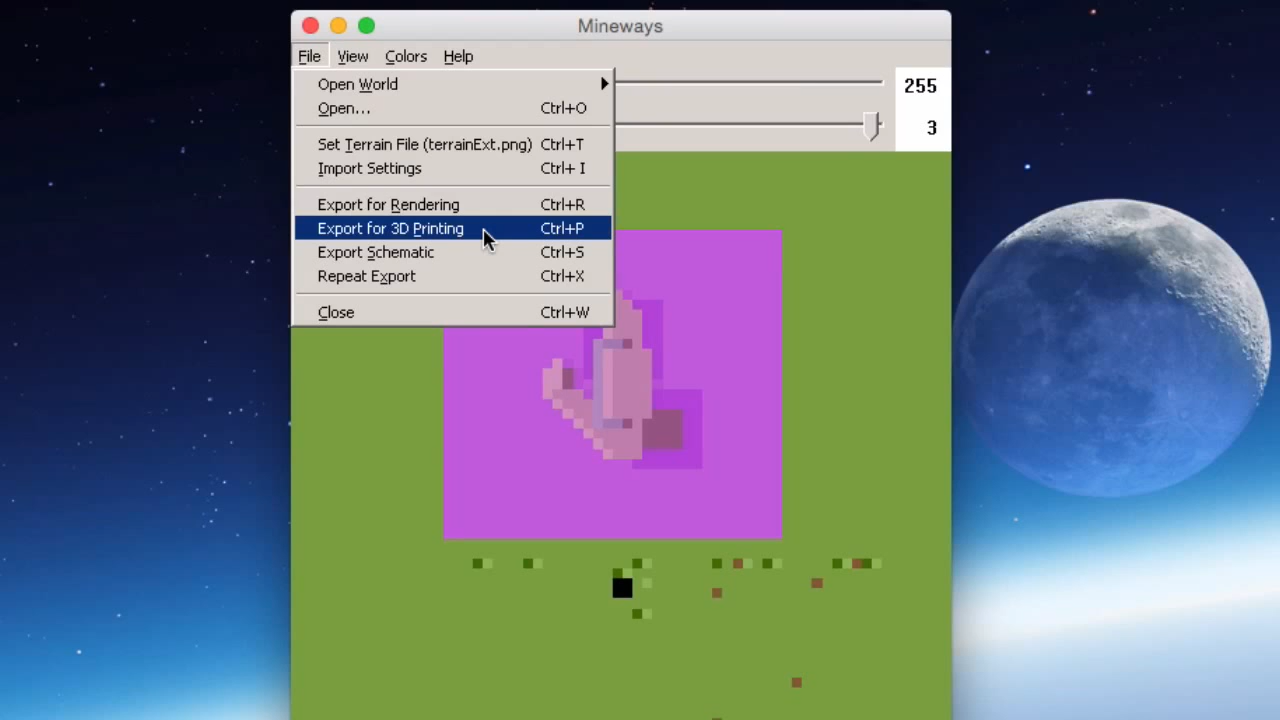 Mineways
File View Colors Help
Open World
Open... Ctrl+O
Set Terrain File (terrainExt.png) Ctrl+T
Import Settings Ctrl+ I
Export for Rendering Ctrl+R
Export for 3D Printing Ctrl+P
Export Schematic Ctrl+S
Repeat Export Ctrl+X
Close Ctrl+W
255
3